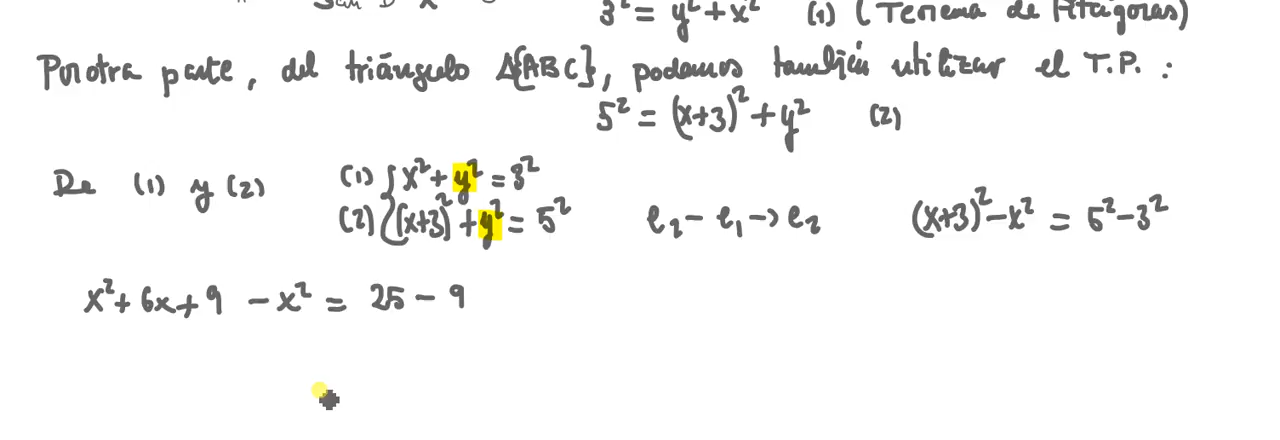 3² = y² + x² (1) (Teorema de Pitágoras)
Por otra parte, del triángulo Δ{ABC}, podemos también utilizar el T.P. :
5² = (x+3)² + y² (2)
De (1) y (2) (1) { x² + y² = 3²
(2) { (x+3)² + y² = 5² e₂ - e₁ → e₂ (x+3)² - x² = 5² - 3²
x² + 6x + 9 - x² = 25 - 9